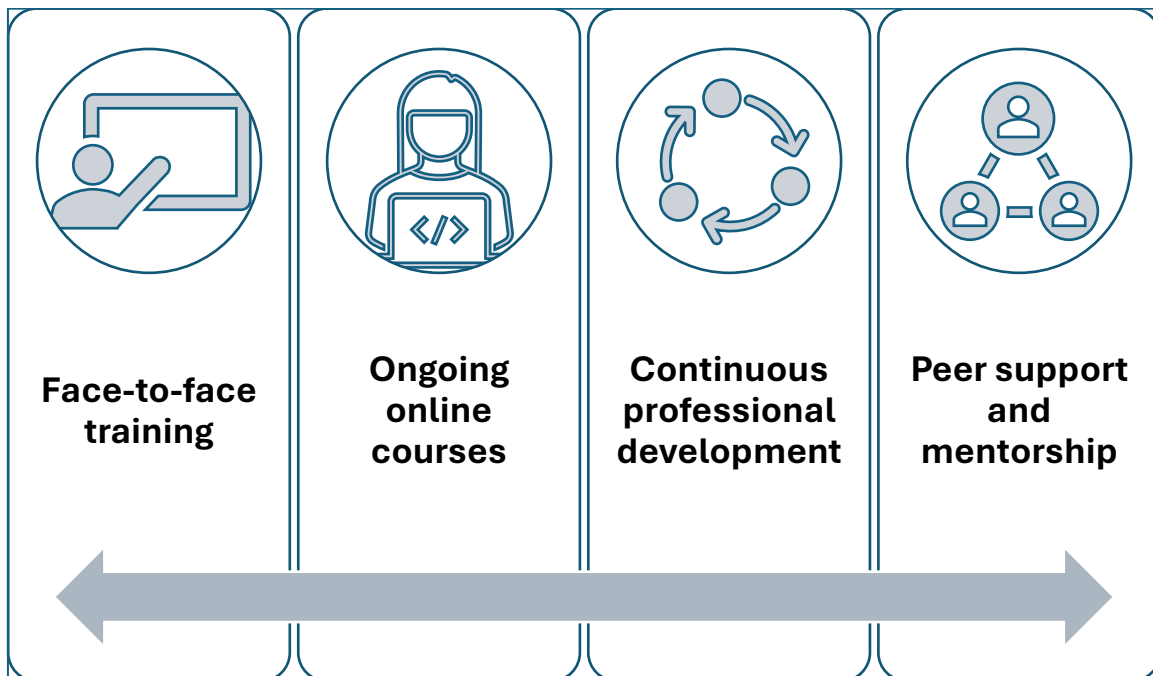 Face-to-face
training
Ongoing
online
courses
Continuous
professional
development
Peer support
and
mentorship
</>